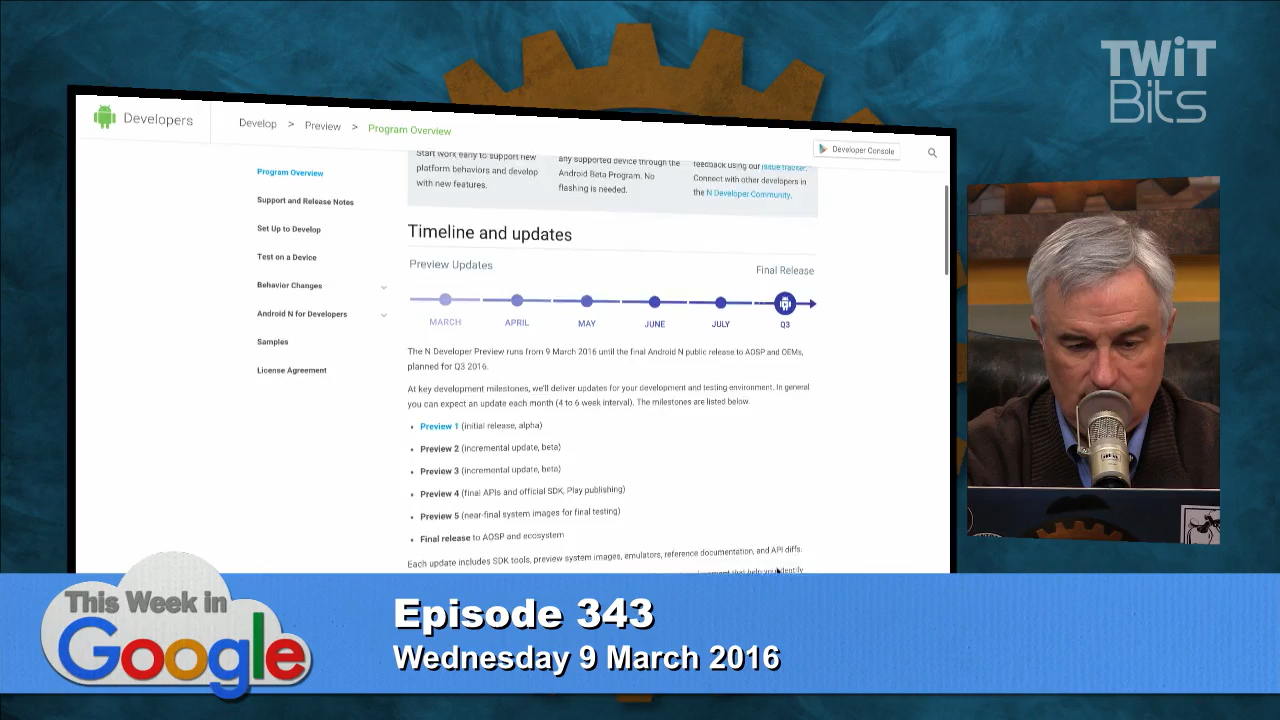 TWiT
Bits
Developers
Develop > Preview > Program Overview
Developer Console
Program Overview
Support and Release Notes
Set Up to Develop
Test on a Device
Behavior Changes
Android N for Developers
Samples
License Agreement
Start work early to support new
platform behaviors and develop
with new features.
any supported device through the
Android Beta Program. No
flashing is needed.
feedback using our issue tracker.
Connect with other developers in
the N Developer Community.
Timeline and updates
Preview Updates
Final Release
MARCH APRIL MAY JUNE JULY Q3
The N Developer Preview runs from 9 March 2016 until the final Android N public release to AOSP and OEMs,
planned for Q3 2016.
At key development milestones, we'll deliver updates for your development and testing environment. In general
you can expect an update each month (4 to 6 week interval). The milestones are listed below.
• Preview 1 (initial release, alpha)
• Preview 2 (incremental update, beta)
• Preview 3 (incremental update, beta)
• Preview 4 (final APIs and official SDK, Play publishing)
• Preview 5 (near-final system images for final testing)
• Final release to AOSP and ecosystem
Each update includes SDK tools, preview system images, emulators, reference documentation, and API diffs.
that help you identify
This Week in
Google
Episode 343
Wednesday 9 March 2016